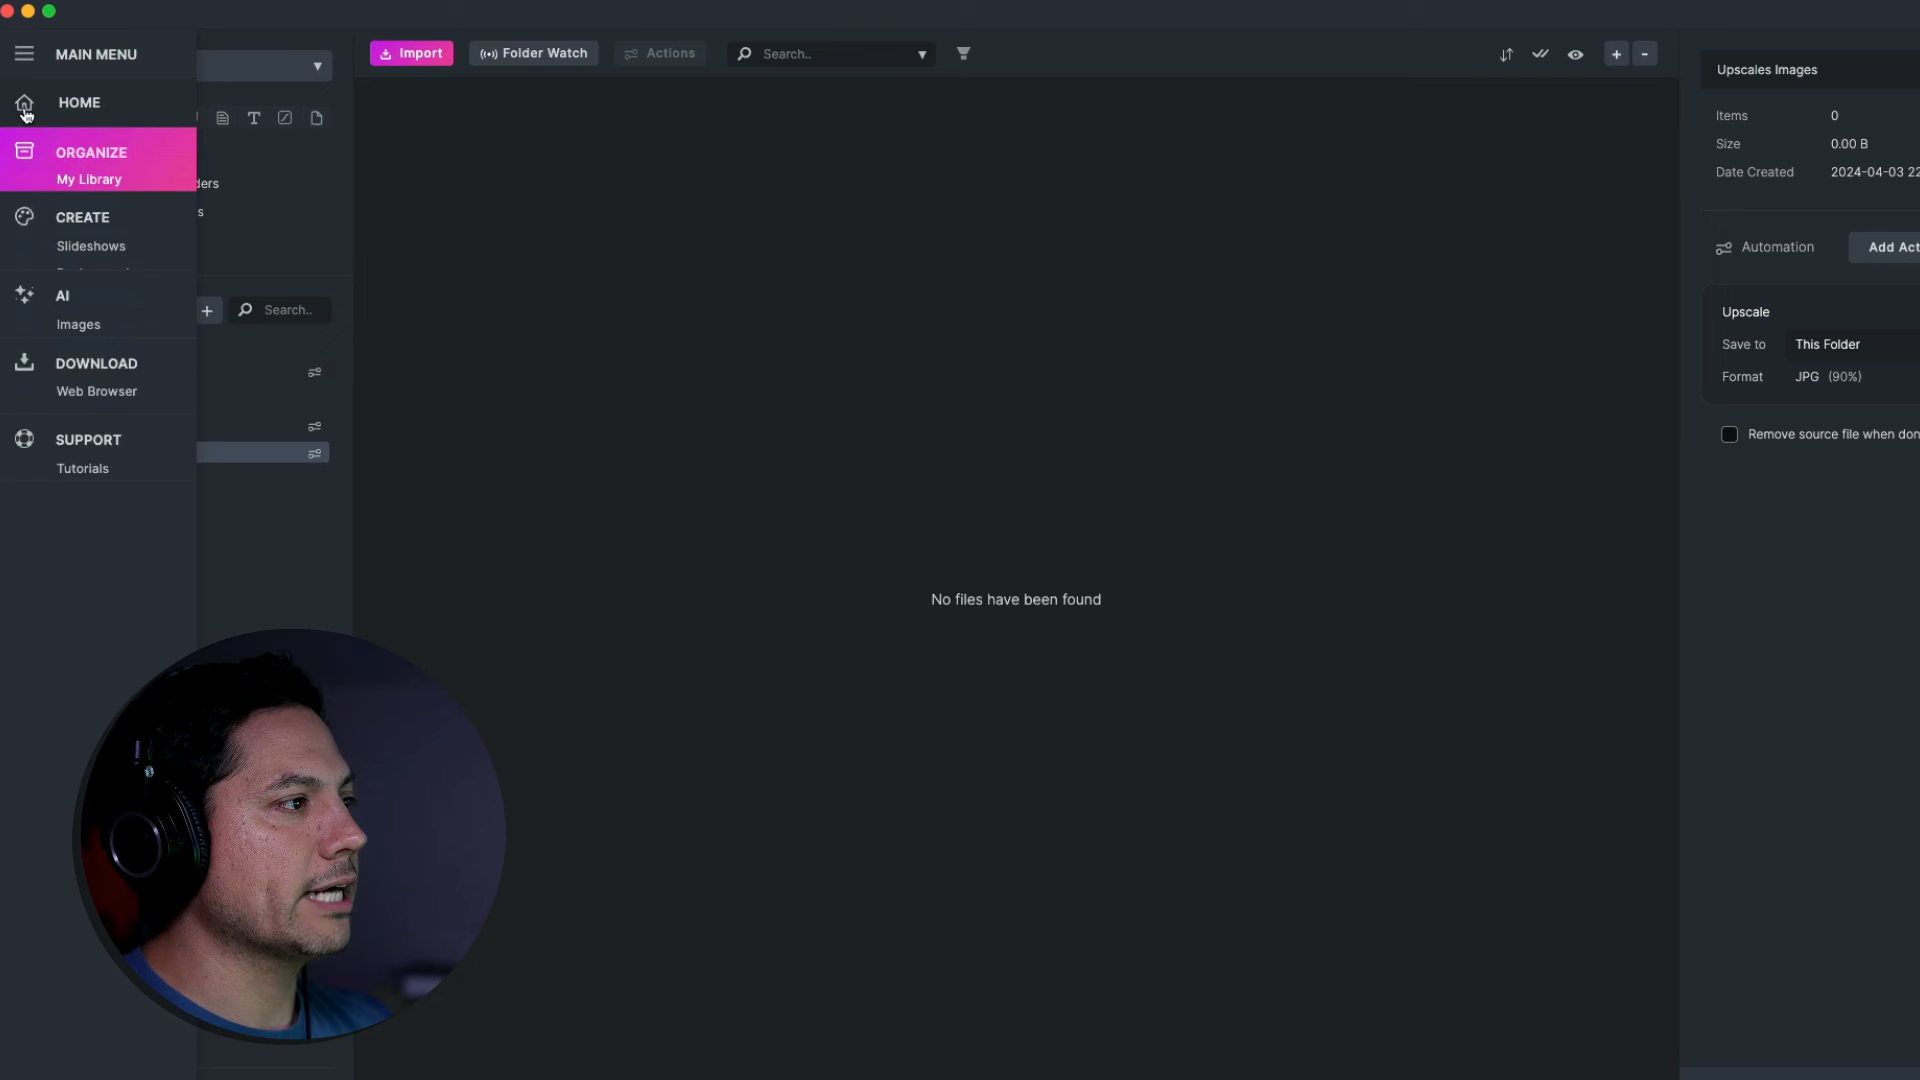 MAIN MENU
HOME
ORGANIZE
My Library
CREATE
Slideshows
AI
Images
DOWNLOAD
Web Browser
SUPPORT
Tutorials
ders
s
Search..
Import
Folder Watch
Actions
Search..
No files have been found
Upscales Images
Items 0
Size 0.00 B
Date Created 2024-04-03 22
Automation Add Act
Upscale
Save to This Folder
Format JPG (90%)
Remove source file when don